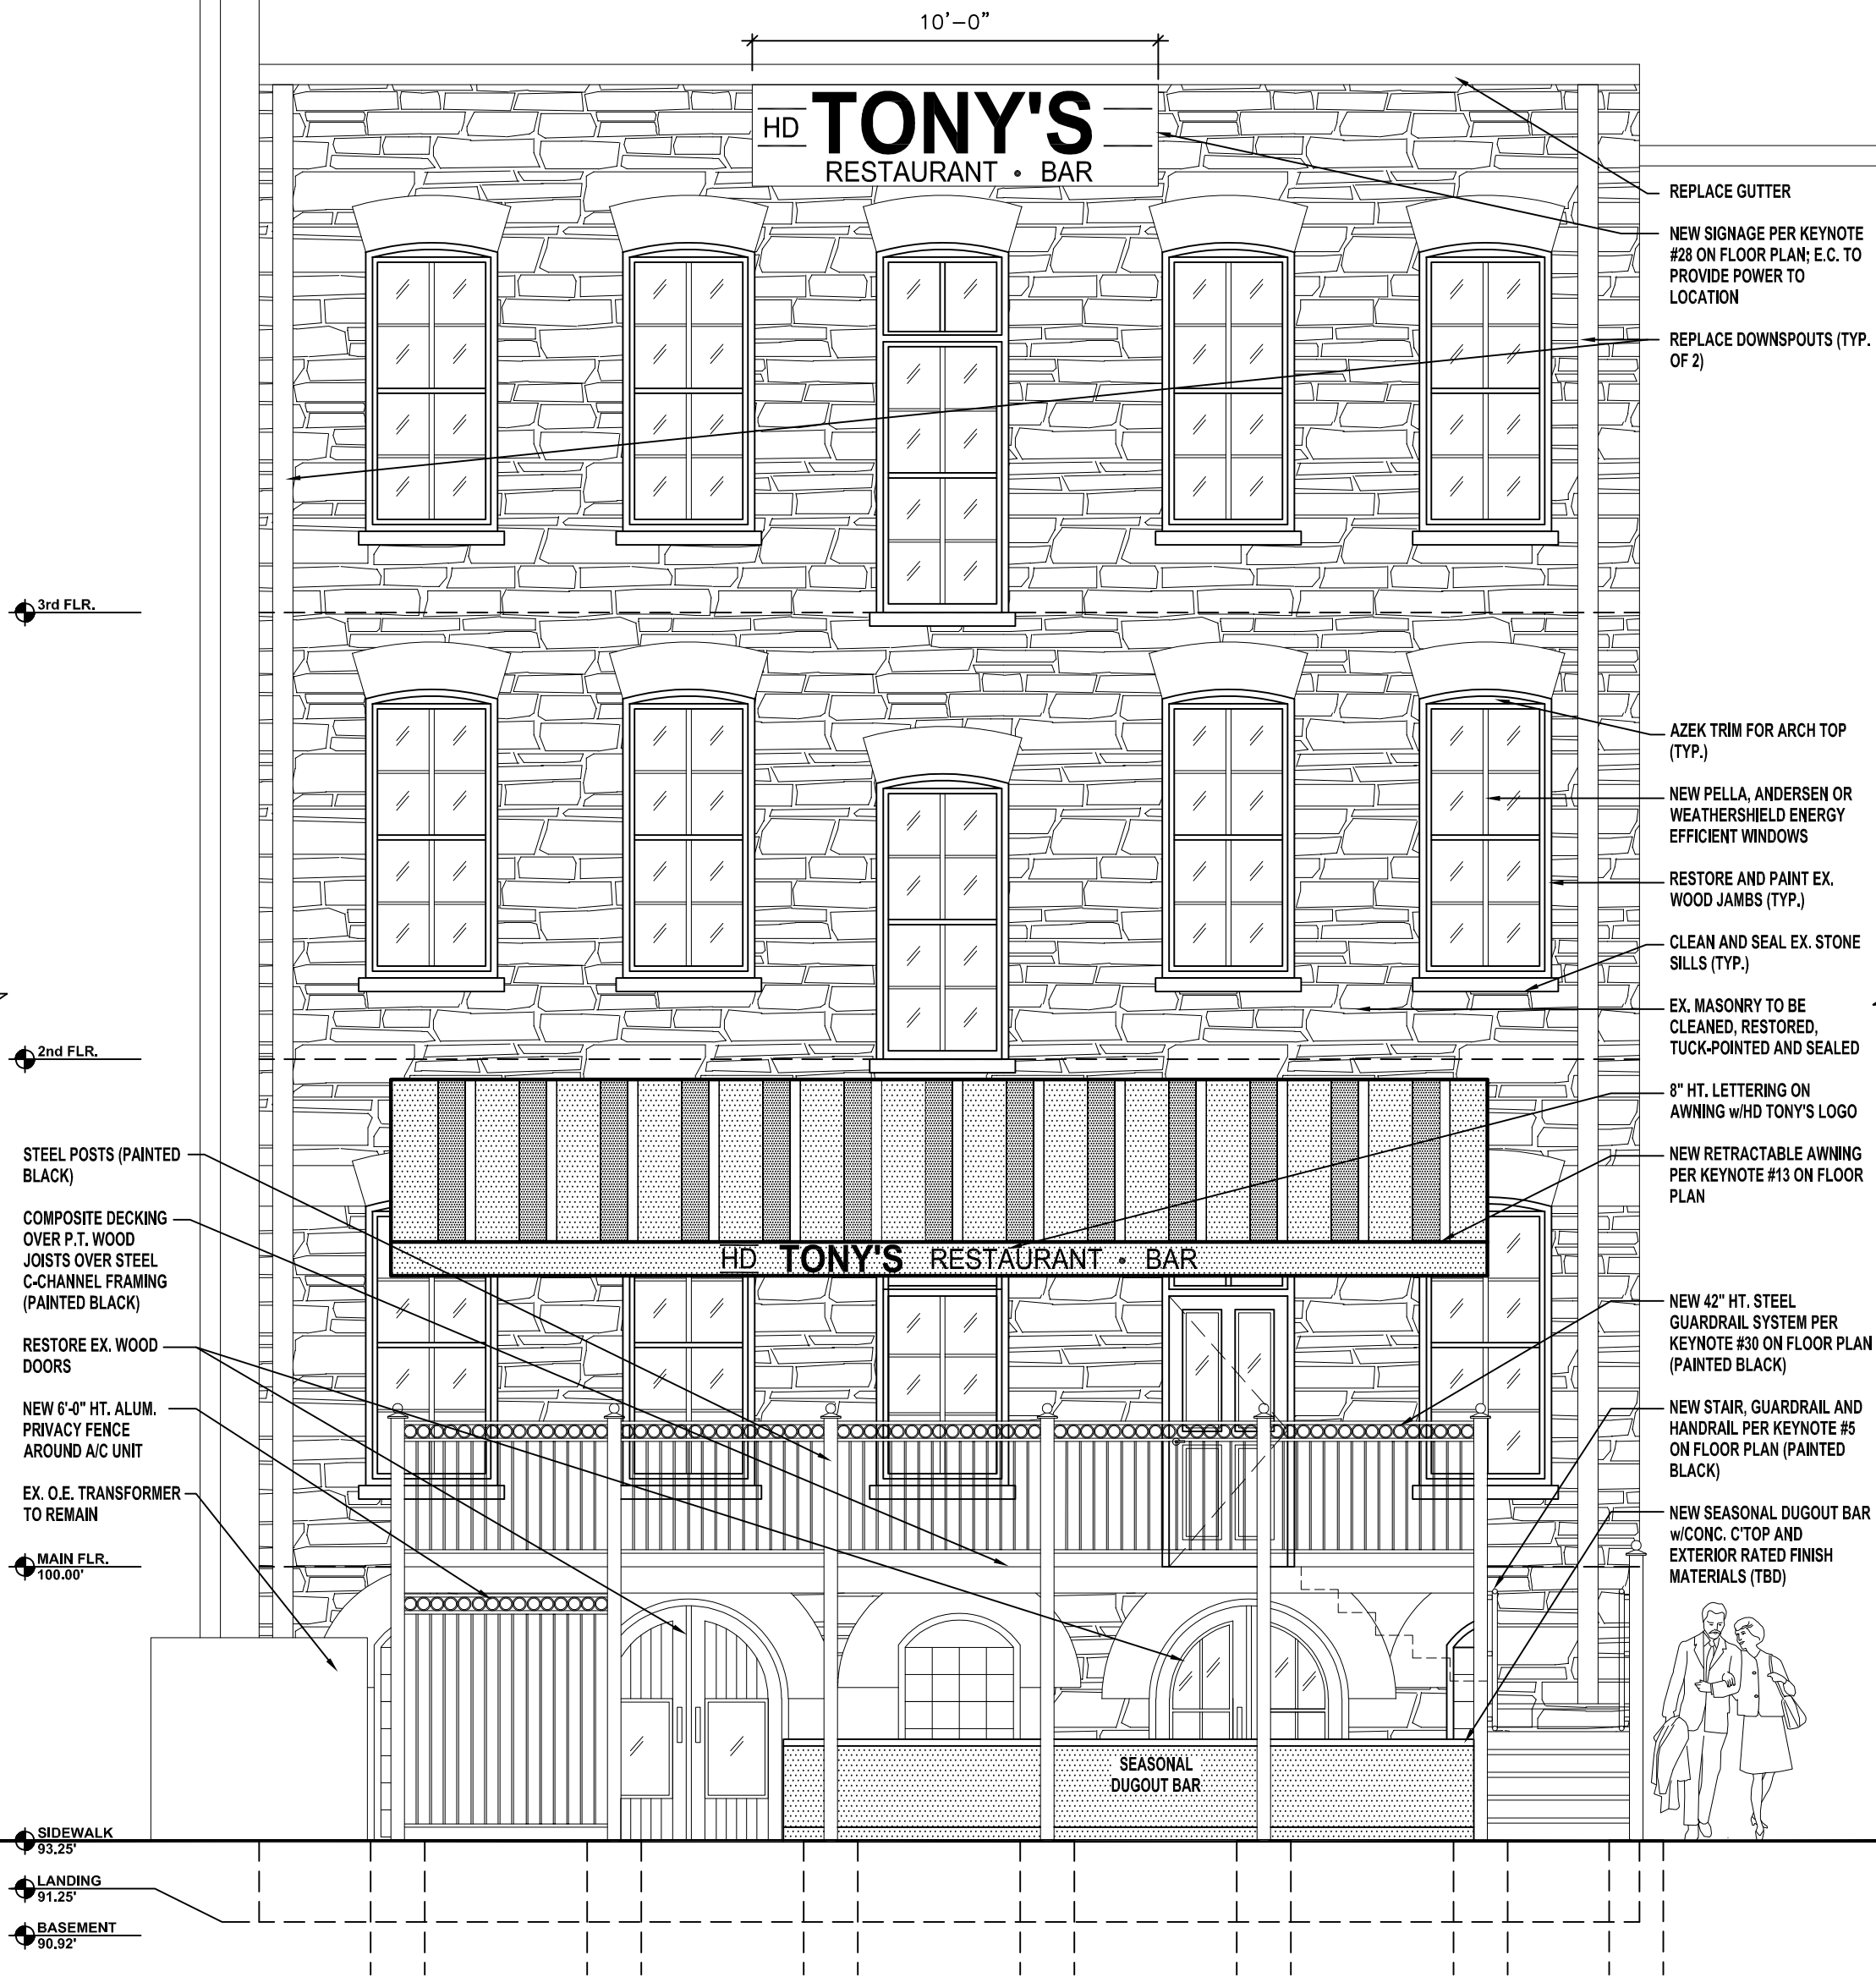 10'-0"
HD TONY'S
RESTAURANT • BAR
REPLACE GUTTER
NEW SIGNAGE PER KEYNOTE
#28 ON FLOOR PLAN; E.C. TO
PROVIDE POWER TO
LOCATION
REPLACE DOWNSPOUTS (TYP.
OF 2)
3rd FLR.
AZEK TRIM FOR ARCH TOP
(TYP.)
NEW PELLA, ANDERSEN OR
WEATHERSHIELD ENERGY
EFFICIENT WINDOWS
RESTORE AND PAINT EX.
WOOD JAMBS (TYP.)
CLEAN AND SEAL EX. STONE
SILLS (TYP.)
EX. MASONRY TO BE
CLEANED, RESTORED,
TUCK-POINTED AND SEALED
2nd FLR.
8" HT. LETTERING ON
AWNING w/HD TONY'S LOGO
NEW RETRACTABLE AWNING
PER KEYNOTE #13 ON FLOOR
PLAN
HD TONY'S RESTAURANT • BAR
STEEL POSTS (PAINTED
BLACK)
COMPOSITE DECKING
OVER P.T. WOOD
JOISTS OVER STEEL
C-CHANNEL FRAMING
(PAINTED BLACK)
RESTORE EX. WOOD
DOORS
NEW 6'-0" HT. ALUM.
PRIVACY FENCE
AROUND A/C UNIT
EX. O.E. TRANSFORMER
TO REMAIN
NEW 42" HT. STEEL
GUARDRAIL SYSTEM PER
KEYNOTE #30 ON FLOOR PLAN
(PAINTED BLACK)
NEW STAIR, GUARDRAIL AND
HANDRAIL PER KEYNOTE #5
ON FLOOR PLAN (PAINTED
BLACK)
NEW SEASONAL DUGOUT BAR
w/CONC. C'TOP AND
EXTERIOR RATED FINISH
MATERIALS (TBD)
MAIN FLR.
100.00'
SEASONAL
DUGOUT BAR
SIDEWALK
93.25'
LANDING
91.25'
BASEMENT
90.92'